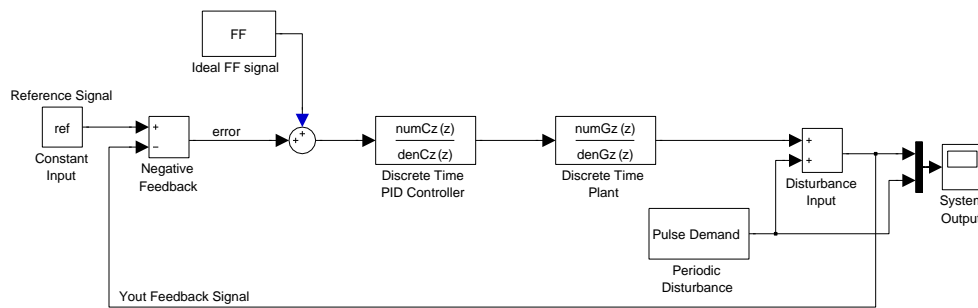 FF
Ideal FF signal
Reference Signal
ref
Constant
Input
+
−
Negative
Feedback
error
+
numCz(z)
denCz(z)
Discrete Time
PID Controller
numGz(z)
denGz(z)
Discrete Time
Plant
+
+
Disturbance
Input
System
Output
Pulse Demand
Periodic
Disturbance
Yout Feedback Signal